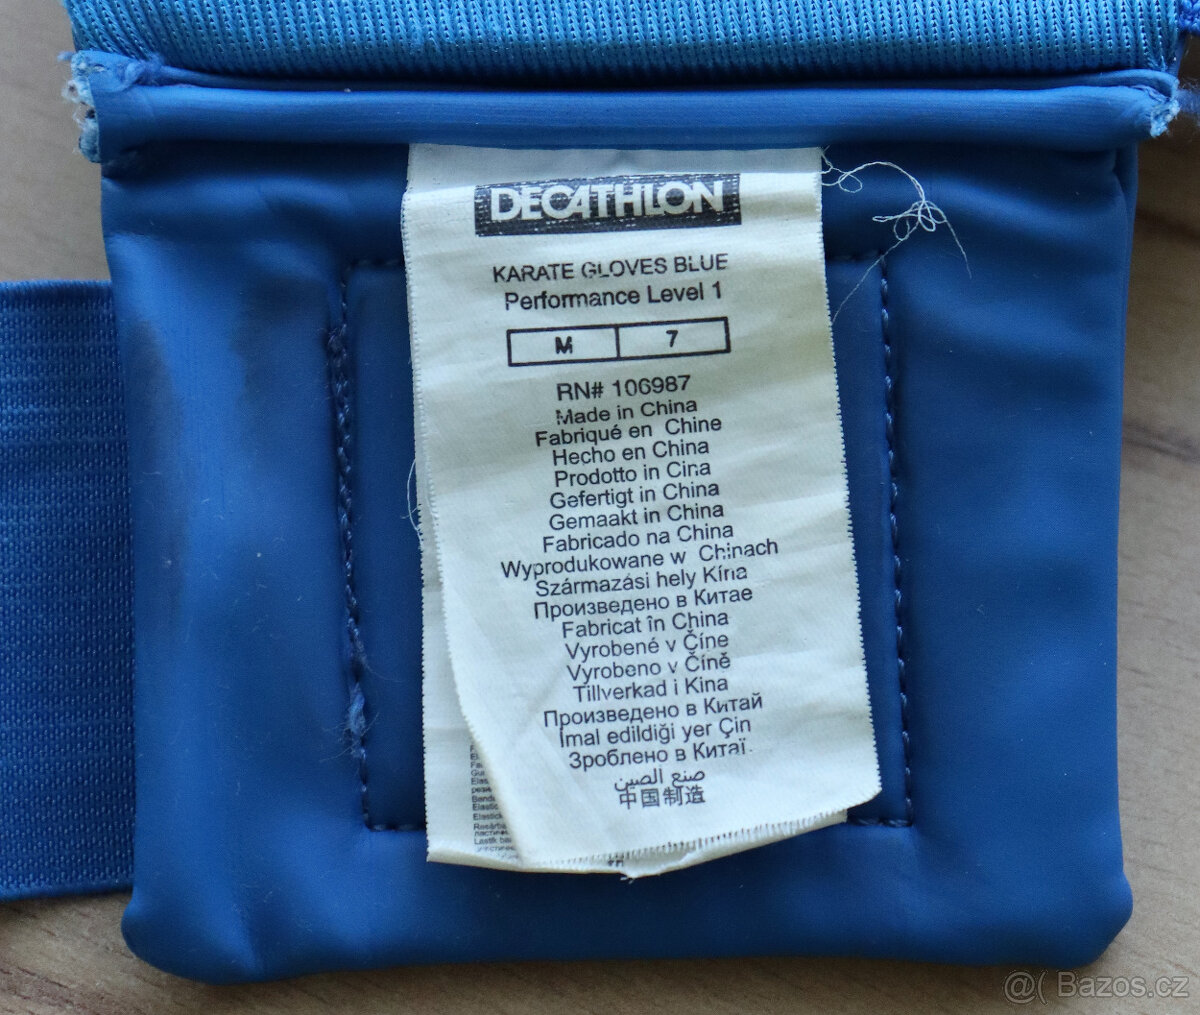 DECATHLON
KARATE GLOVES BLUE
Performance Level 1
M 7
RN# 106987
Made in China
Fabriqué en Chine
Hecho en China
Prodotto in Cina
Gefertigt in China
Gemaakt in China
Fabricado na China
Wyprodukowane w Chinach
Származási hely Kína
Произведено в Китае
Fabricat în China
Vyrobené v Číne
Vyrobeno v Číně
Tillverkad i Kina
Произведено в Китай
İmal edildiği yer Çin
Зроблено в Китаї.
صنع الصين
中国制造
Elastic
Elastick
Lastik
@( Bazos.cz